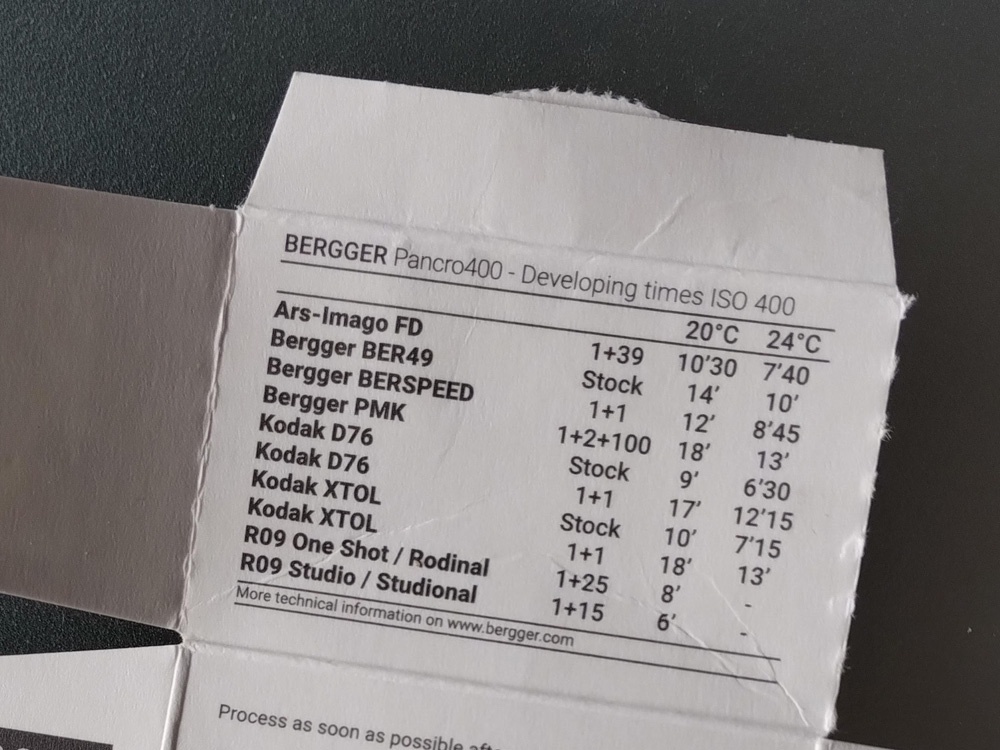 BERGGER Pancro400 - Developing times ISO 400
20°C 24°C
Ars-Imago FD 1+39 10'30 7'40
Bergger BER49 Stock 14' 10'
Bergger BERSPEED 1+1 12' 8'45
Bergger PMK 1+2+100 18' 13'
Kodak D76 Stock 9' 6'30
Kodak D76 1+1 17' 12'15
Kodak XTOL Stock 10' 7'15
Kodak XTOL 1+1 18' 13'
R09 One Shot / Rodinal 1+25 8' -
R09 Studio / Studional 1+15 6' -
More technical information on www.bergger.com
Process as soon as possible